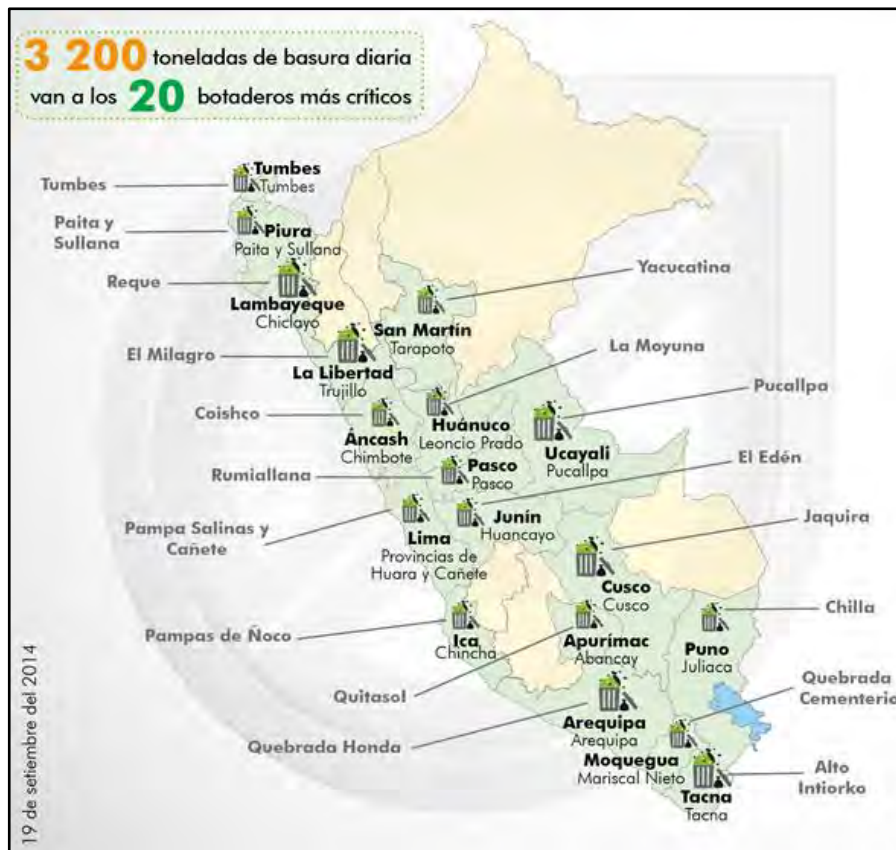 3 200 toneladas de basura diaria
van a los 20 botaderos más críticos
Tumbes
Tumbes
Tumbes
Paita y
Sullana
Piura
Paita y Sullana
Reque
Lambayeque
Chiclayo
Yacucatina
San Martín
Tarapoto
El Milagro
La Libertad
Trujillo
La Moyuna
Huánuco
Leoncio Prado
Pucallpa
Ucayali
Pucallpa
Coishco
Áncash
Chimbote
Rumiallana
Pasco
Pasco
El Edén
Junín
Huancayo
Pampa Salinas y
Cañete
Lima
Provincias de
Huara y Cañete
Jaquira
Cusco
Cusco
Pampas de Ñoco
Ica
Chincha
Quitasol
Apurímac
Abancay
Chilla
Puno
Juliaca
Quebrada Honda
Arequipa
Arequipa
Quebrada
Cementerio
Moquegua
Mariscal Nieto
Alto
Intiorko
Tacna
Tacna
19 de setiembre del 2014